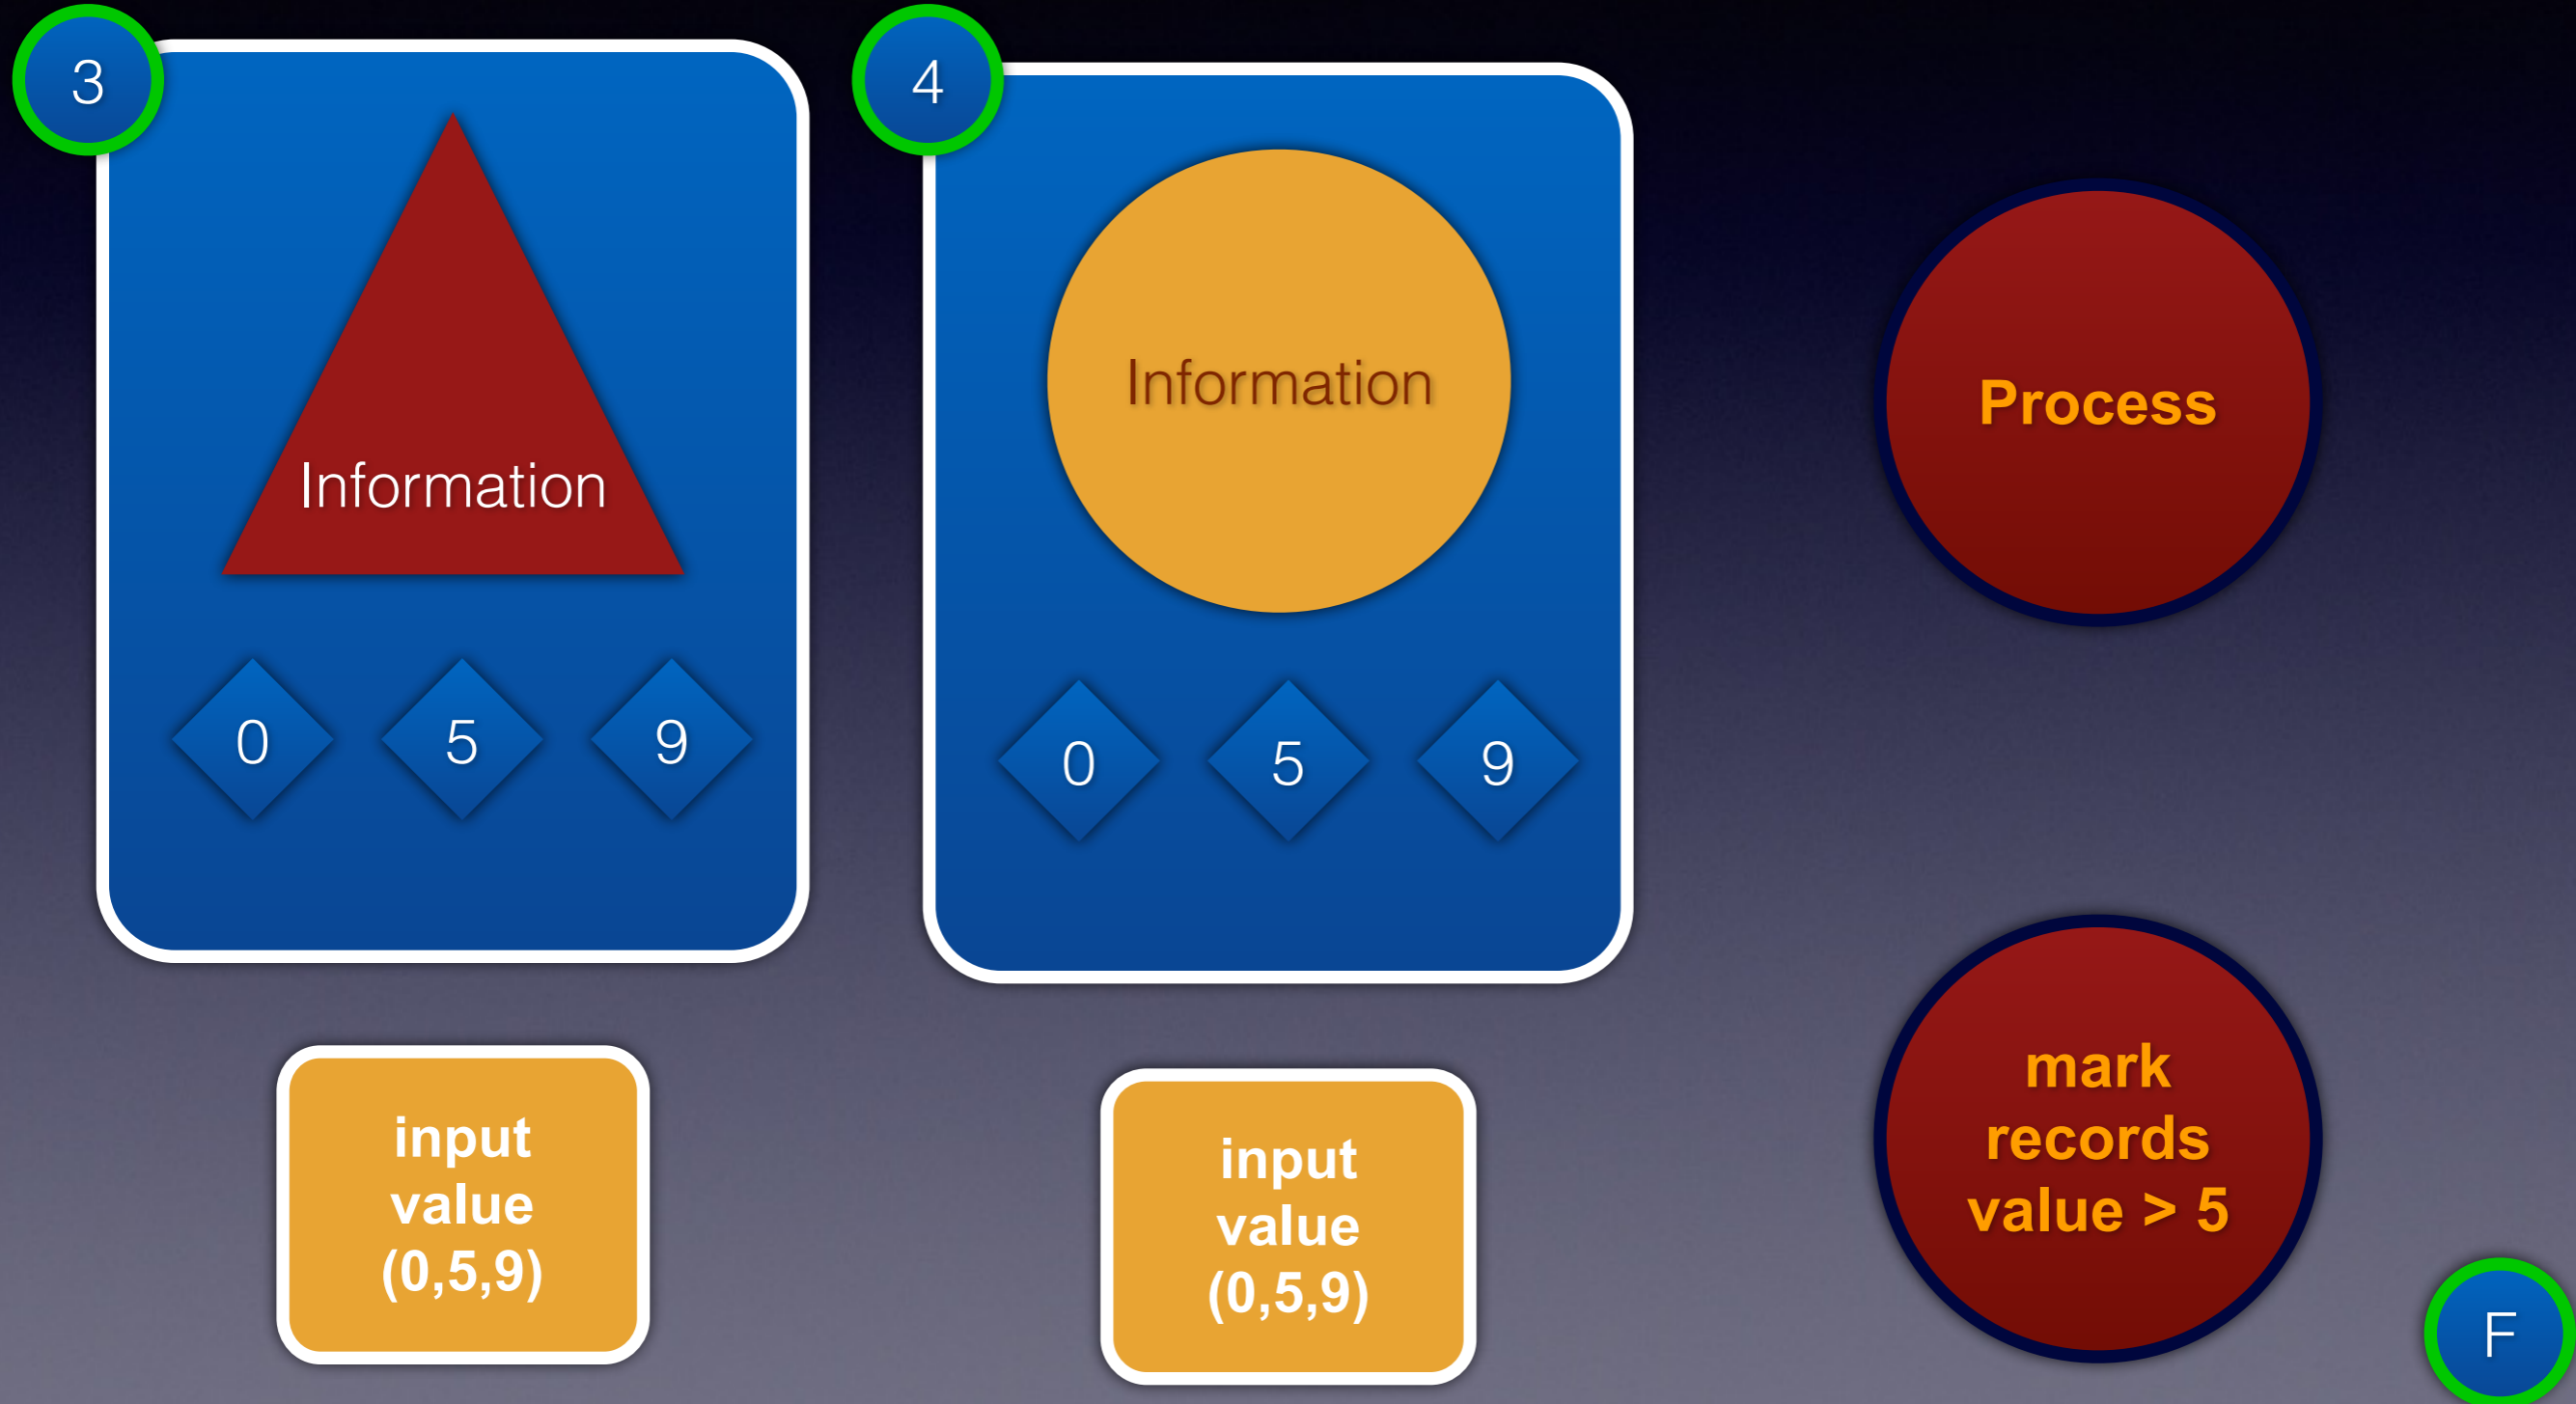 3
Information
0 5 9
input
value
(0,5,9)
4
Information
0 5 9
input
value
(0,5,9)
Process
mark
records
value > 5
F